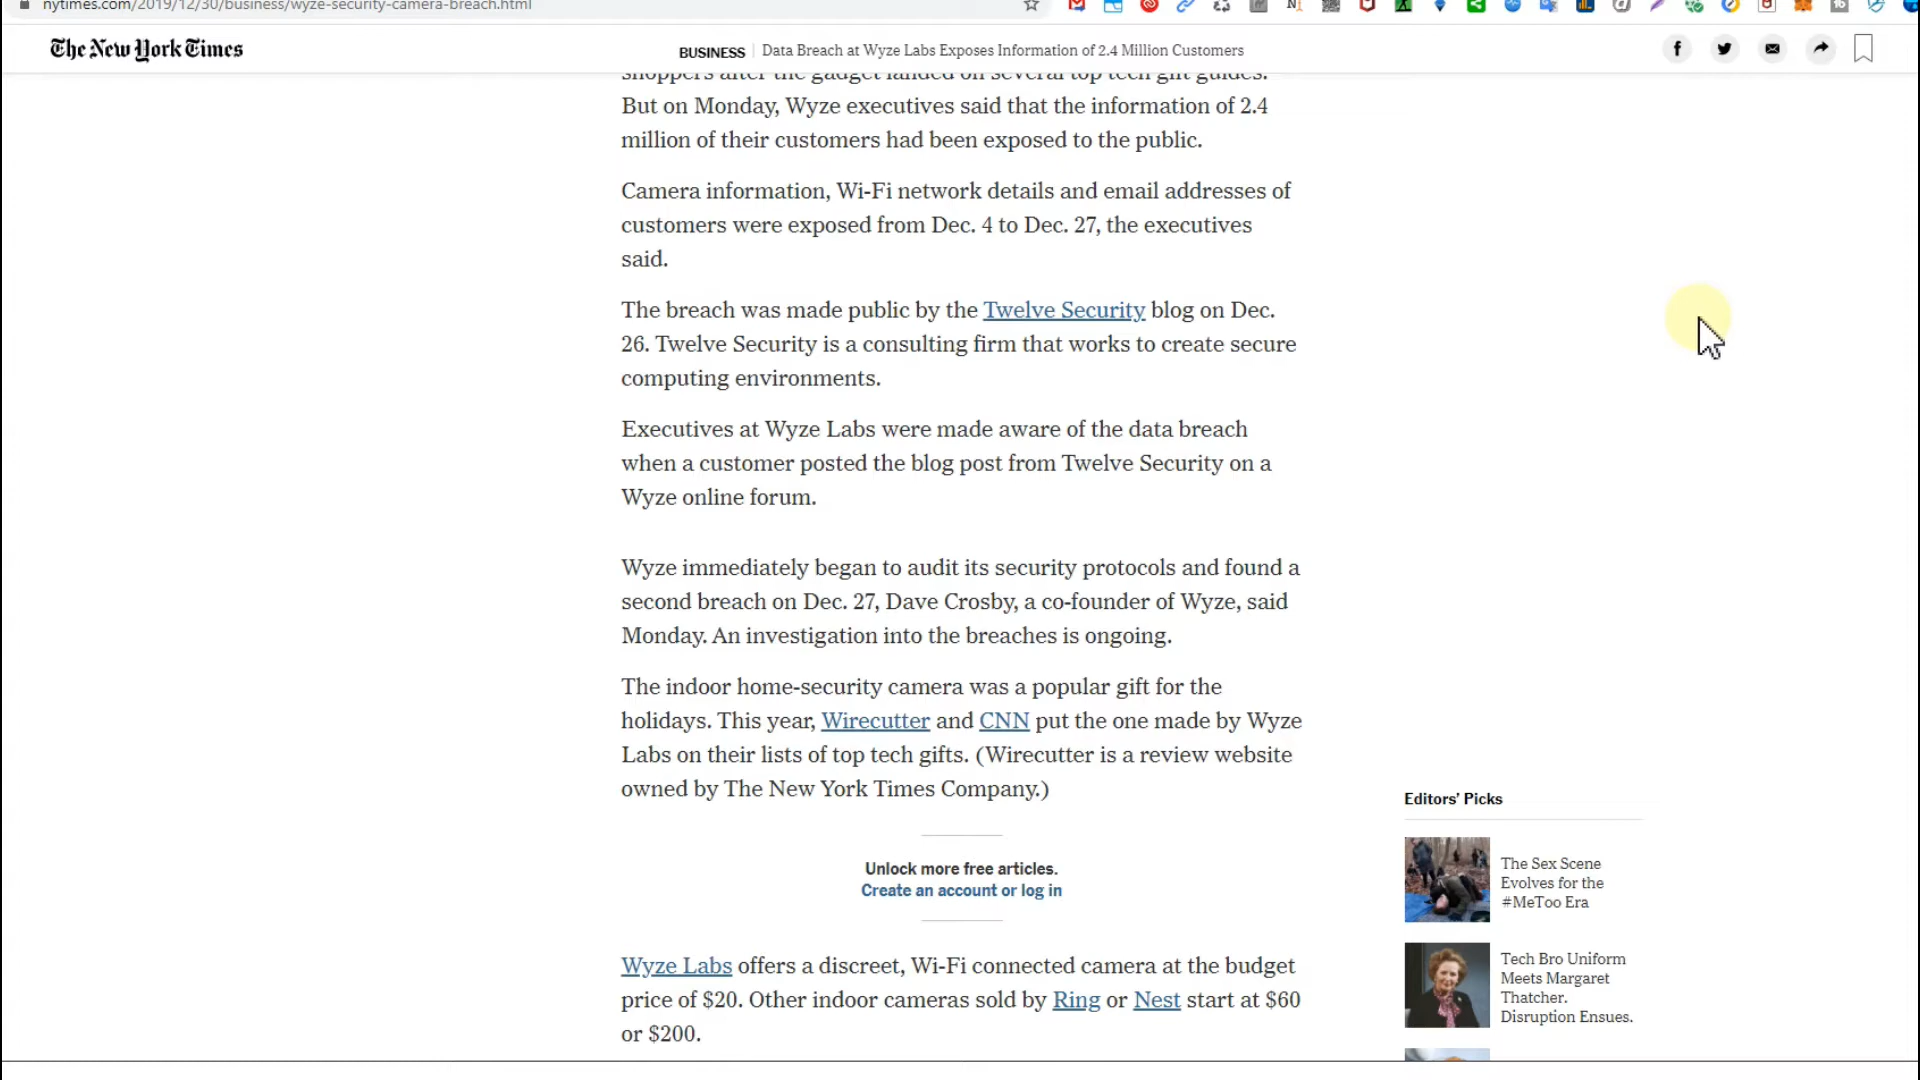 nytimes.com/2019/12/30/business/wyze-security-camera-breach.html
The New York Times
BUSINESS Data Breach at Wyze Labs Exposes Information of 2.4 Million Customers
shoppers after the gadget landed on several top tech gift guides.
But on Monday, Wyze executives said that the information of 2.4
million of their customers had been exposed to the public.
Camera information, Wi-Fi network details and email addresses of
customers were exposed from Dec. 4 to Dec. 27, the executives
said.
The breach was made public by the Twelve Security blog on Dec.
26. Twelve Security is a consulting firm that works to create secure
computing environments.
Executives at Wyze Labs were made aware of the data breach
when a customer posted the blog post from Twelve Security on a
Wyze online forum.
Wyze immediately began to audit its security protocols and found a
second breach on Dec. 27, Dave Crosby, a co-founder of Wyze, said
Monday. An investigation into the breaches is ongoing.
The indoor home-security camera was a popular gift for the
holidays. This year, Wirecutter and CNN put the one made by Wyze
Labs on their lists of top tech gifts. (Wirecutter is a review website
owned by The New York Times Company.)
Unlock more free articles.
Create an account or log in
Wyze Labs offers a discreet, Wi-Fi connected camera at the budget
price of $20. Other indoor cameras sold by Ring or Nest start at $60
or $200.
Editors' Picks
The Sex Scene
Evolves for the
#MeToo Era
Tech Bro Uniform
Meets Margaret
Thatcher.
Disruption Ensues.